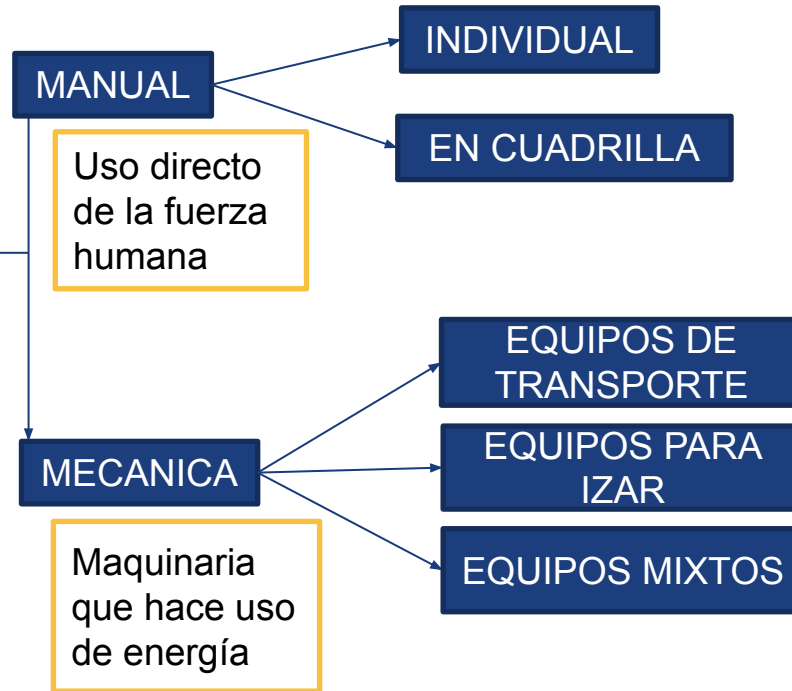 INDIVIDUAL
MANUAL
EN CUADRILLA
Uso directo
de la fuerza
humana
EQUIPOS DE
TRANSPORTE
EQUIPOS PARA
IZAR
MECANICA
EQUIPOS MIXTOS
Maquinaria
que hace uso
de energía